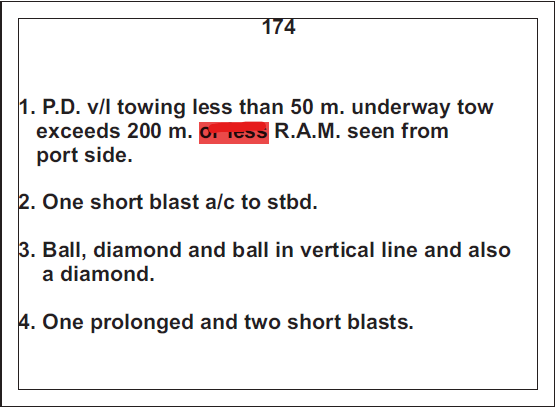 174
1. P.D. v/l towing less than 50 m. underway tow
exceeds 200 m. or less R.A.M. seen from
port side.
2. One short blast a/c to stbd.
3. Ball, diamond and ball in vertical line and also
a diamond.
4. One prolonged and two short blasts.